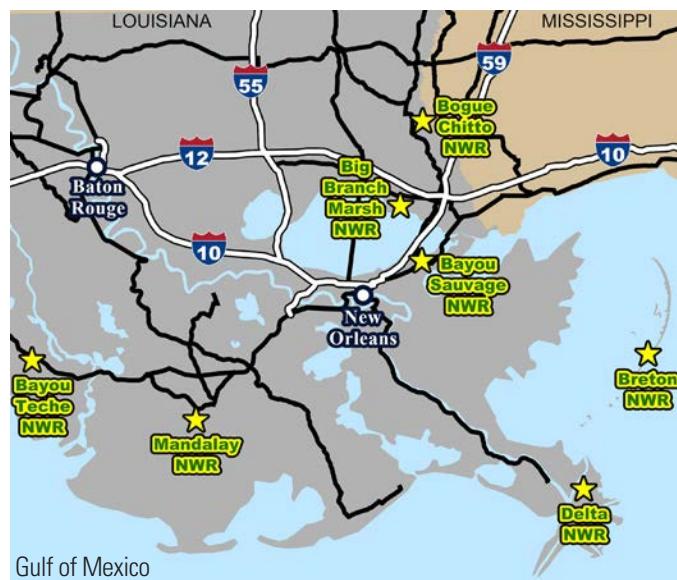 LOUISIANA
MISSISSIPPI
55
59
Bogue
Chitto
NWR
12
10
Big
Branch
Marsh
NWR
Baton
Rouge
10
Bayou
Sauvage
NWR
New
Orleans
Bayou
Teche
NWR
Breton
NWR
Mandalay
NWR
Delta
NWR
Gulf of Mexico